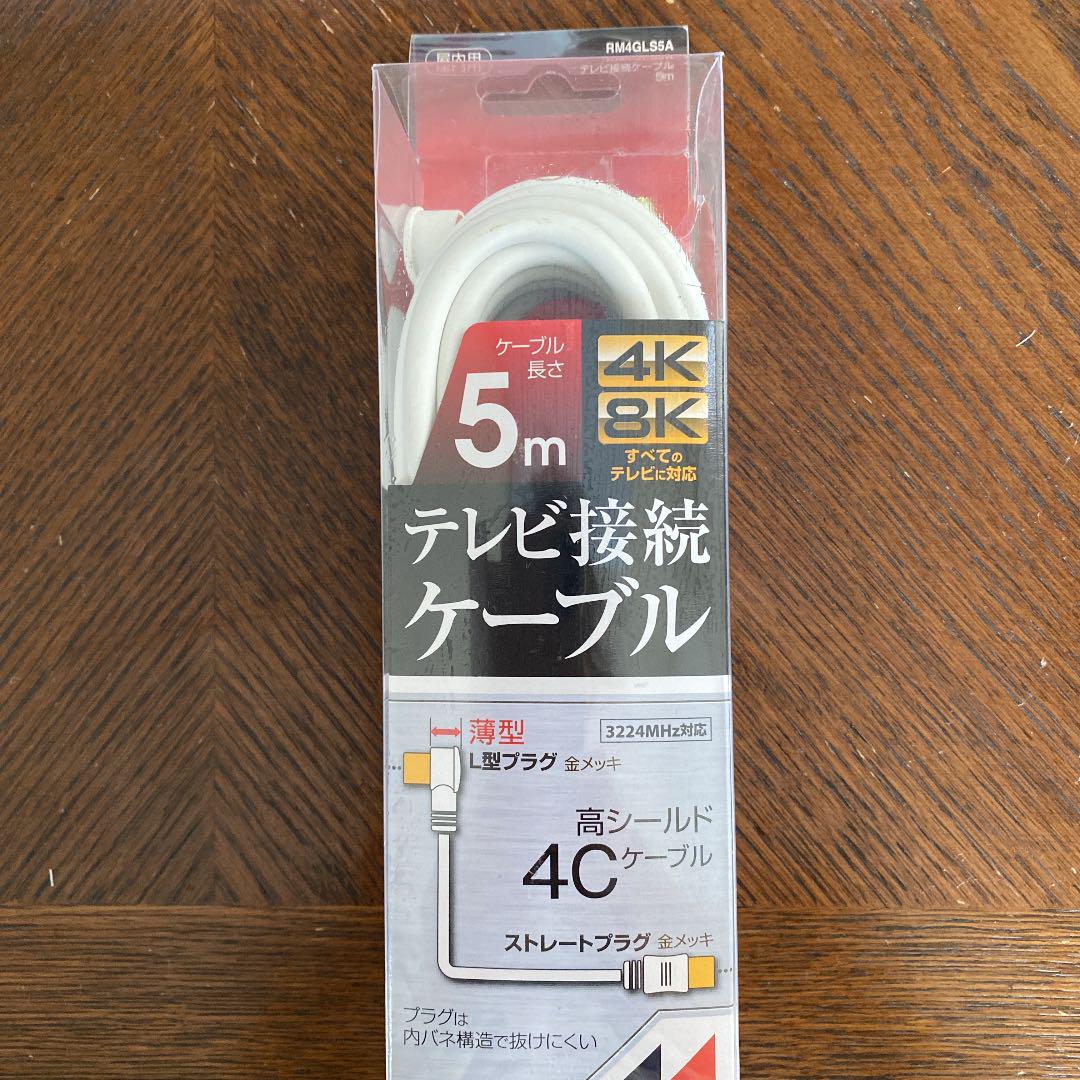 屋内用
RM4GLS5A
テレビ接続ケーブル
5m
ケーブル
長さ
5m
4K
8K
すべての
テレビに対応
テレビ接続
ケーブル
薄型
3224MHz対応
L型プラグ 金メッキ
高シールド
4Cケーブル
ストレートプラグ 金メッキ
プラグは
内バネ構造で抜けにくい